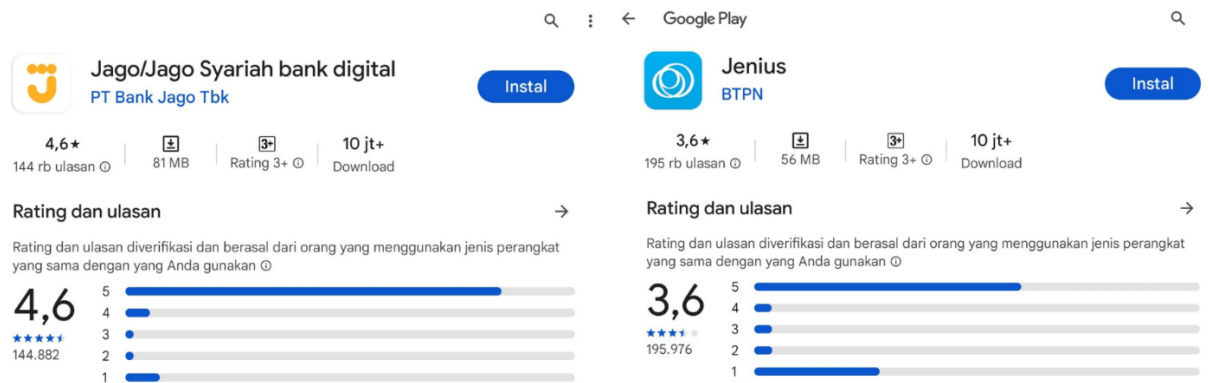 Jago/Jago Syariah bank digital
PT Bank Jago Tbk
Instal
4,6★
144 rb ulasan
81 MB
3+
Rating 3+
10 jt+
Download
Rating dan ulasan
Rating dan ulasan diverifikasi dan berasal dari orang yang menggunakan jenis perangkat
yang sama dengan yang Anda gunakan
4,6
144.882
5
4
3
2
1
Google Play
Jenius
BTPN
Instal
3,6★
195 rb ulasan
56 MB
3+
Rating 3+
10 jt+
Download
Rating dan ulasan
Rating dan ulasan diverifikasi dan berasal dari orang yang menggunakan jenis perangkat
yang sama dengan yang Anda gunakan
3,6
195.976
5
4
3
2
1